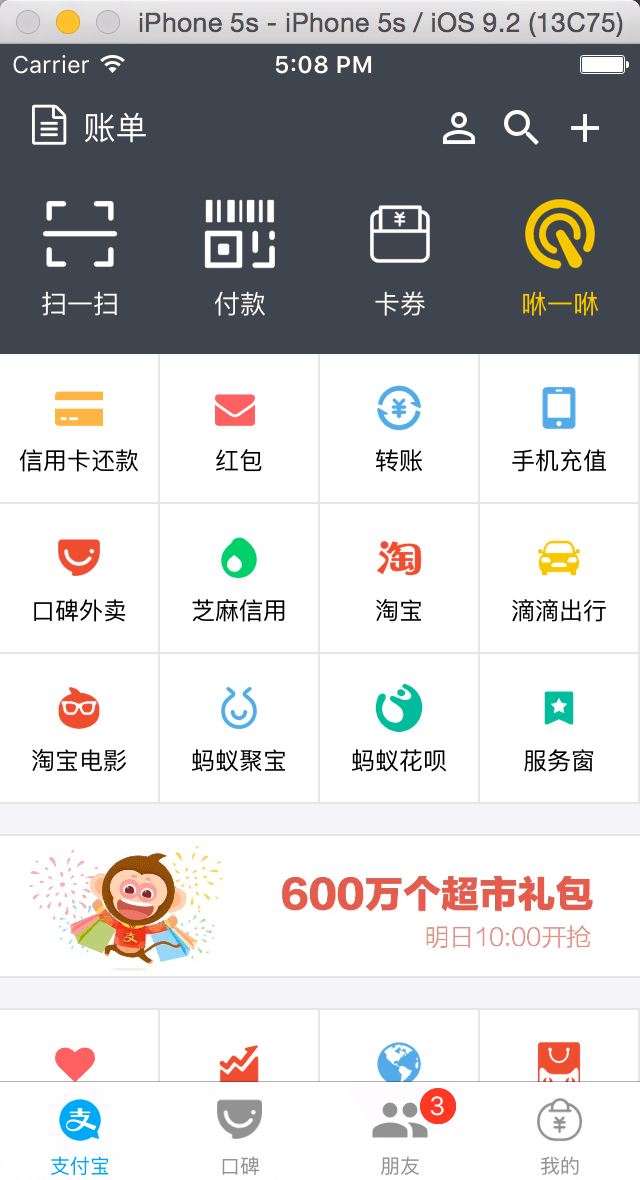 iPhone 5s - iPhone 5s / iOS 9.2 (13C75)
Carrier 5:08 PM
账单
扫一扫 付款 卡券 咻一咻
信用卡还款 红包 转账 手机充值
口碑外卖 芝麻信用 淘宝 滴滴出行
淘宝电影 蚂蚁聚宝 蚂蚁花呗 服务窗
600万个超市礼包
明日10:00开抢
3
支付宝 口碑 朋友 我的